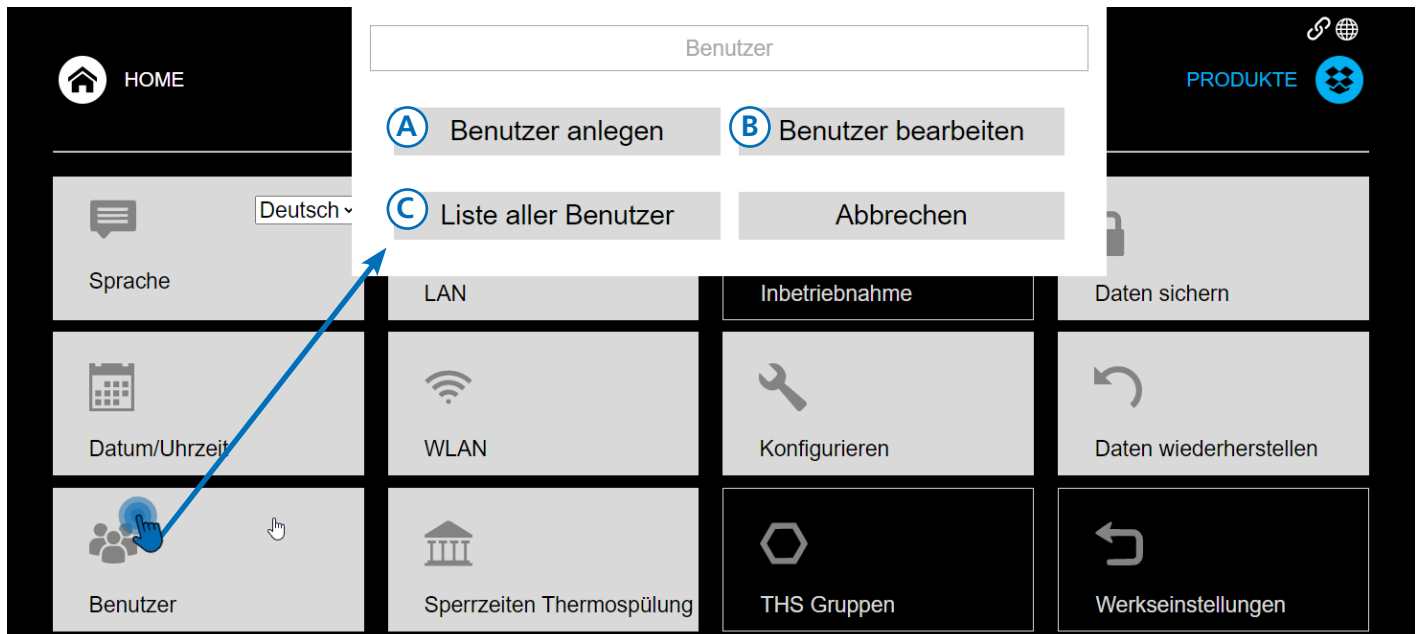 HOME
Benutzer
PRODUKTE
A Benutzer anlegen
B Benutzer bearbeiten
C Liste aller Benutzer
Abbrechen
Deutsch
Sprache
LAN
Inbetriebnahme
Daten sichern
Datum/Uhrzeit
WLAN
Konfigurieren
Daten wiederherstellen
Benutzer
Sperrzeiten Thermospülung
THS Gruppen
Werkseinstellungen